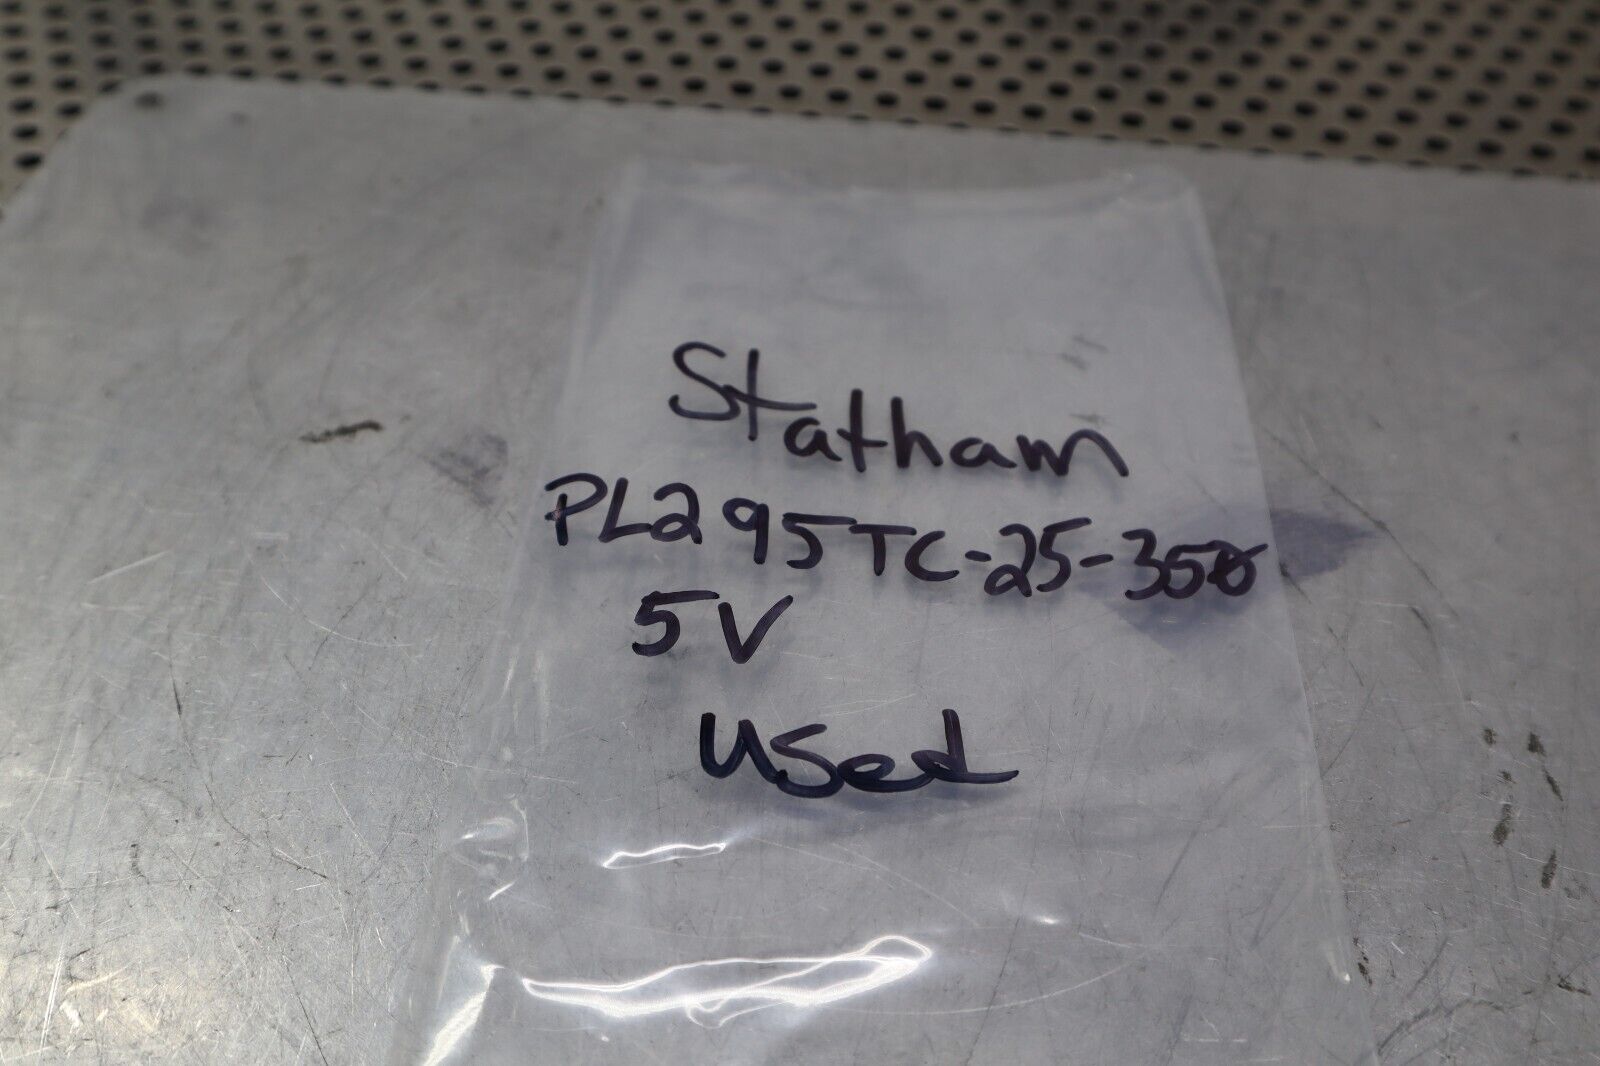 Statham
PL295TC-25-350
5V
Used